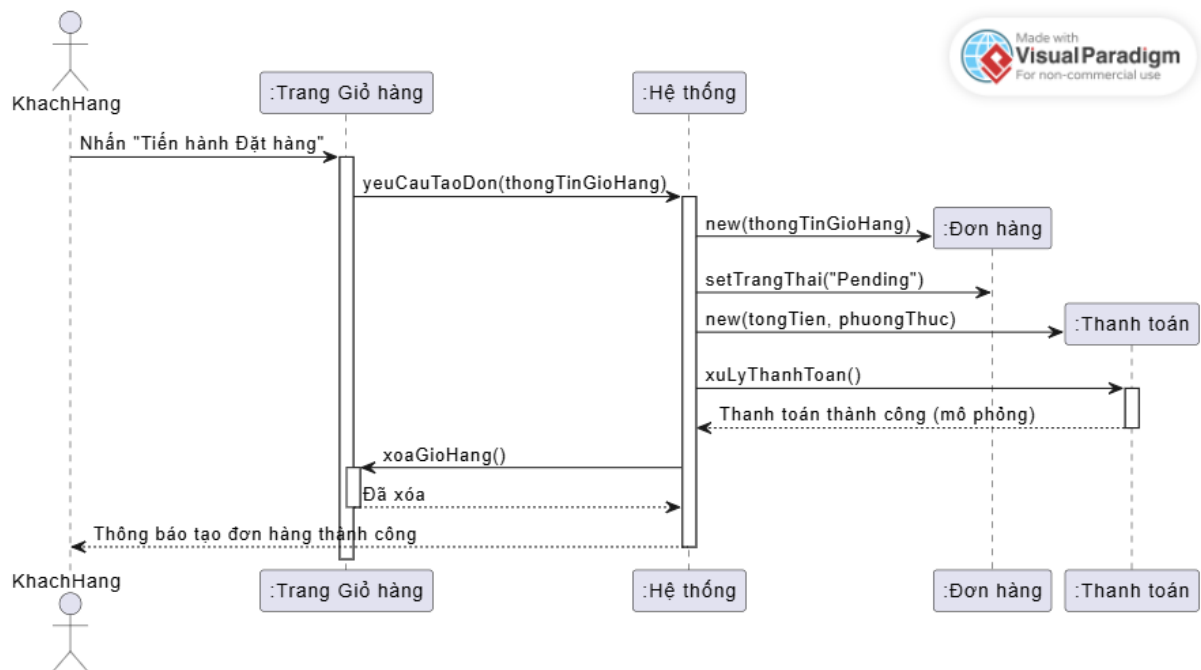 Made with
Visual Paradigm
For non-commercial use
KhachHang
:Trang Giỏ hàng
:Hệ thống
Nhấn "Tiến hành Đặt hàng"
yeuCauTaoDon(thongTinGioHang)
new(thongTinGioHang)
:Đơn hàng
setTrangThai("Pending")
new(tongTien, phuongThuc)
:Thanh toán
xuLyThanhToan()
Thanh toán thành công (mô phỏng)
xoaGioHang()
Đã xóa
Thông báo tạo đơn hàng thành công
KhachHang
:Trang Giỏ hàng
:Hệ thống
:Đơn hàng
:Thanh toán